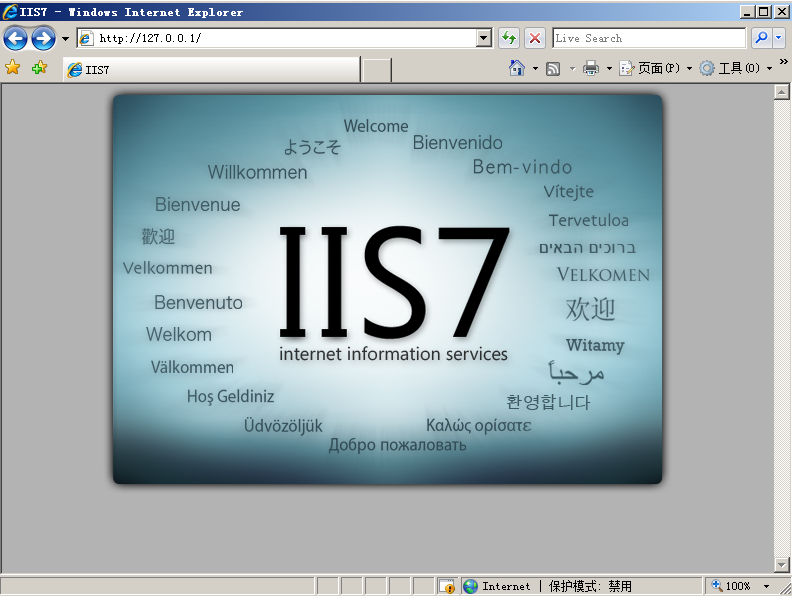 IIS7 - Windows Internet Explorer
http://127.0.0.1/
Live Search
IIS7
页面(P)
工具(O)
»
Welcome
ようこそ
Bienvenido
Willkommen
Bem-vindo
Vítejte
Bienvenue
Tervetuloa
歡迎
ברוכים הבאים
Velkommen
VELKOMEN
IIS7
internet information services
Benvenuto
欢迎
Welkom
Witamy
Välkommen
مرحباً
Hoş Geldiniz
환영합니다
Üdvözöljük
Καλώς ορίσατε
Добро пожаловать
Internet | 保护模式: 禁用
100%